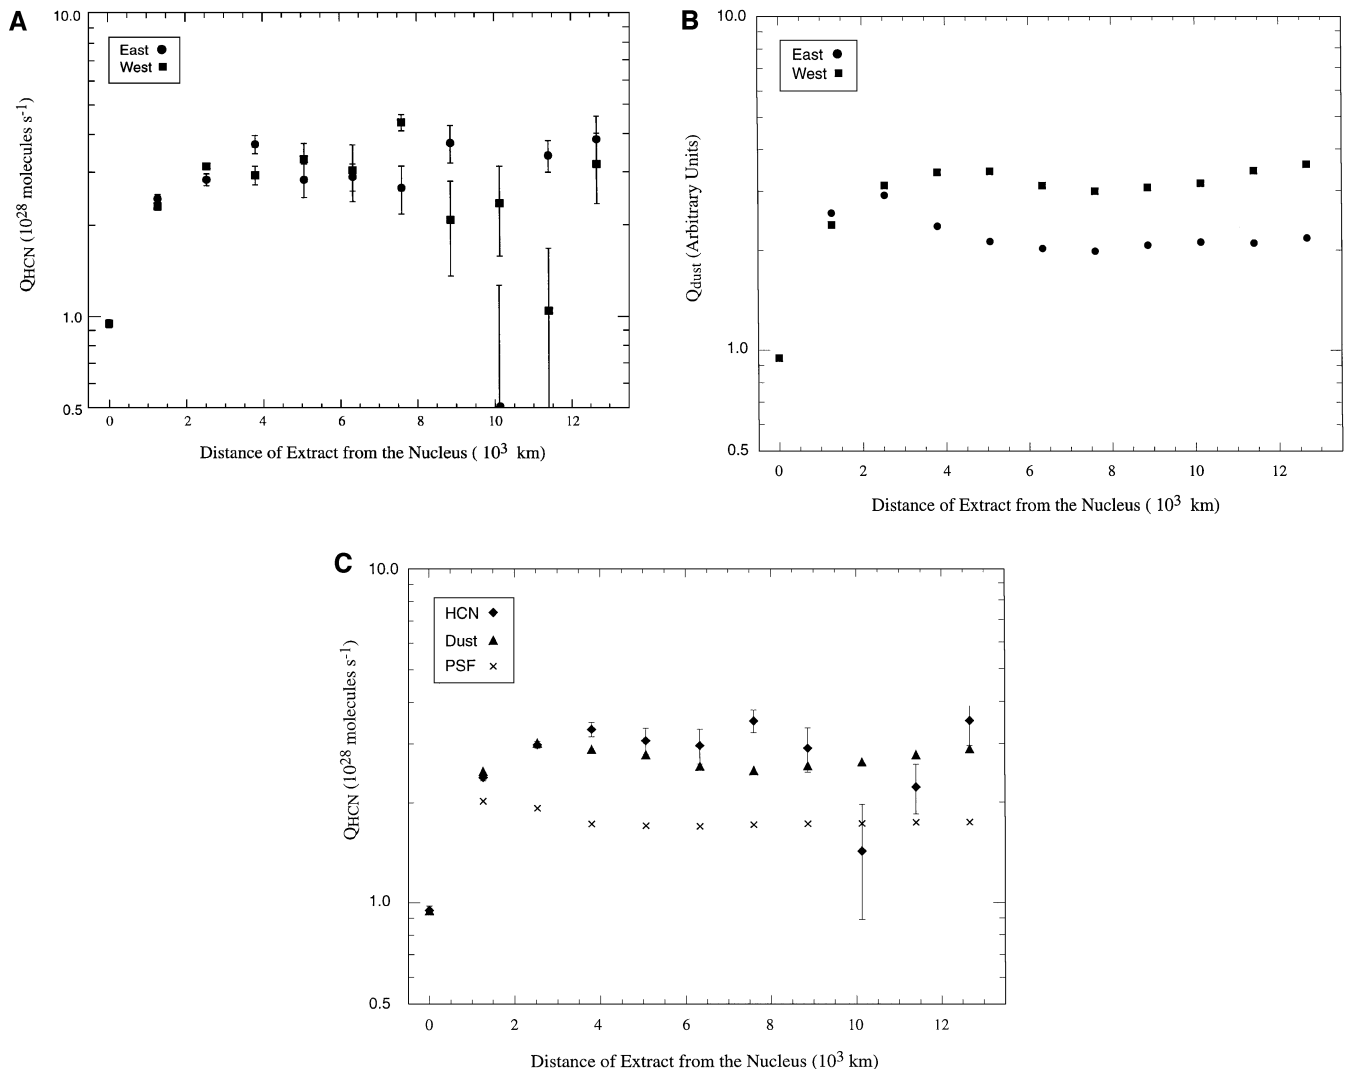 A
10.0
East
West
QHCN (10^28 molecules s^-1)
1.0
0.5
0 2 4 6 8 10 12
Distance of Extract from the Nucleus ( 10^3 km)
B
10.0
East
West
Qdust (Arbitrary Units)
1.0
0.5
0 2 4 6 8 10 12
Distance of Extract from the Nucleus ( 10^3 km)
C
10.0
HCN
Dust
PSF
QHCN (10^28 molecules s^-1)
1.0
0.5
0 2 4 6 8 10 12
Distance of Extract from the Nucleus (10^3 km)